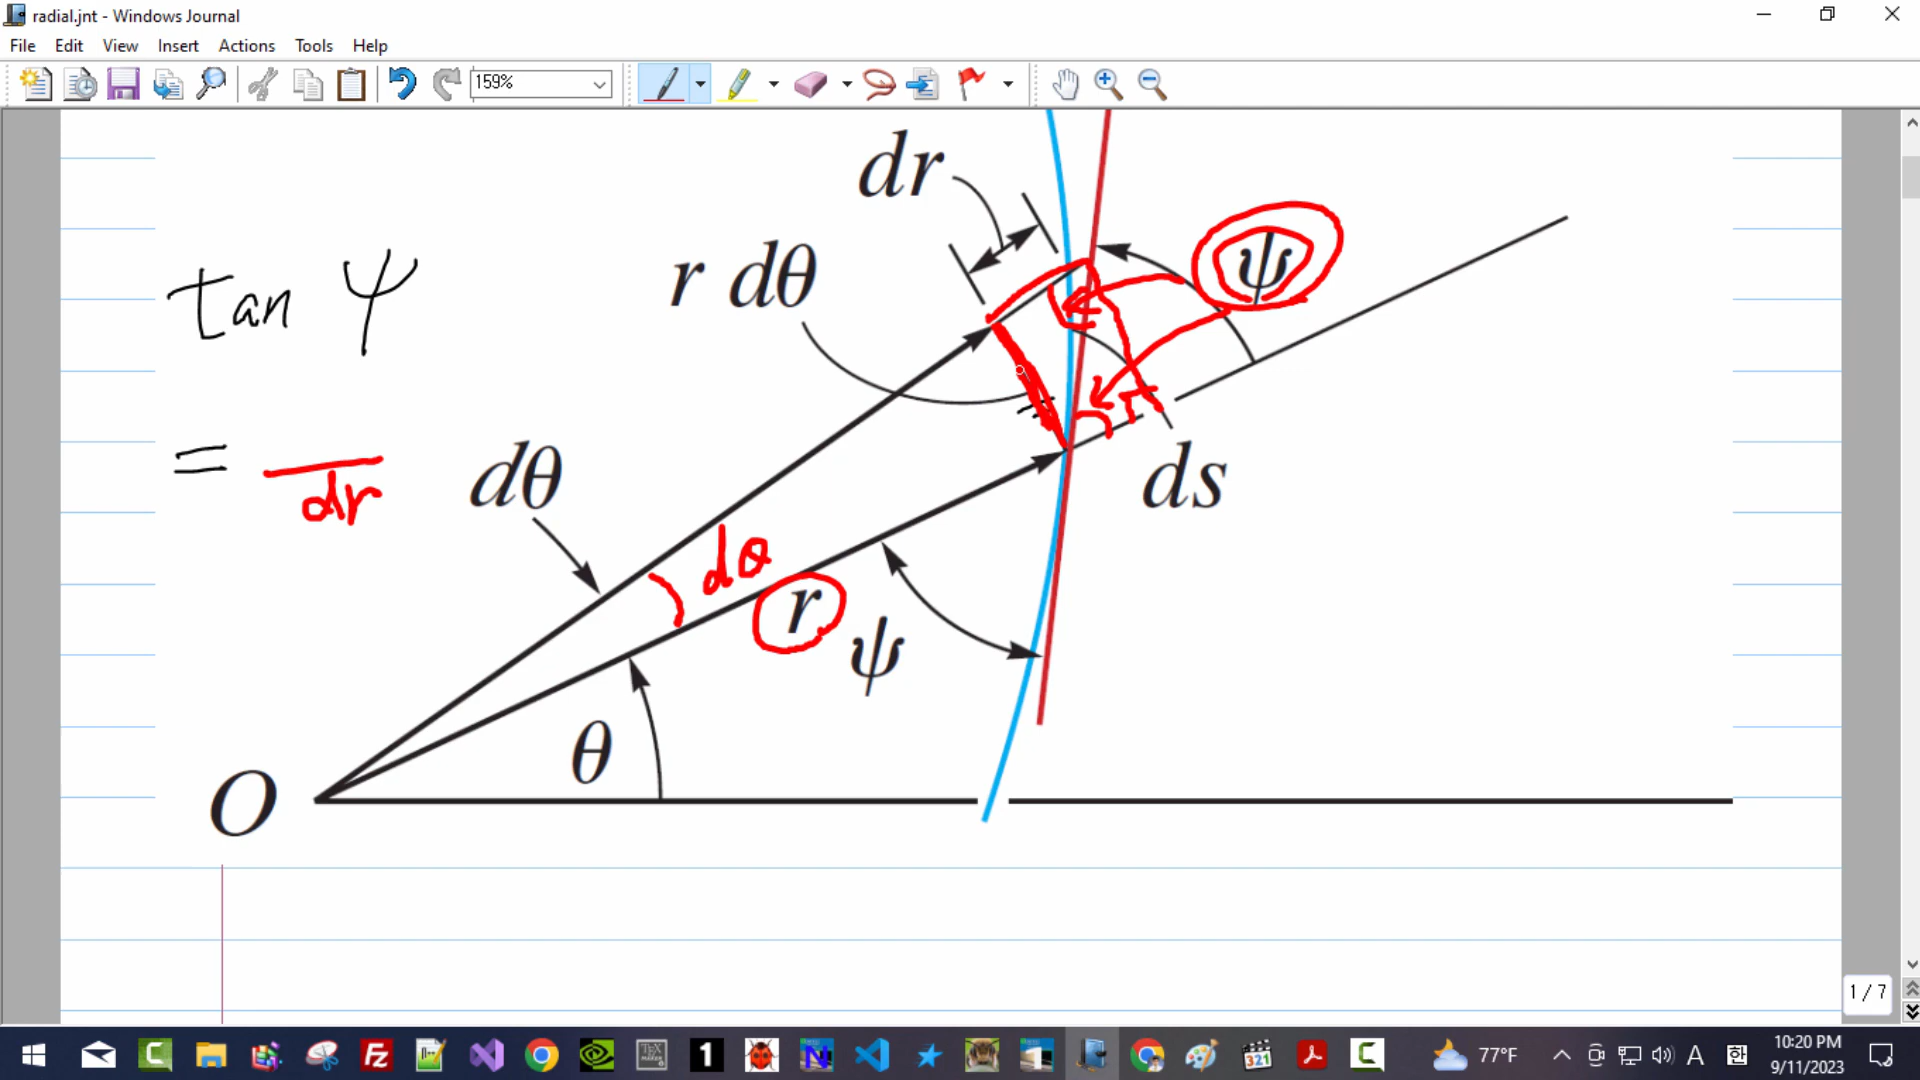 radial.jnt - Windows Journal
File Edit View Insert Actions Tools Help
159%
dr
r dθ
ψ
tan ψ
=
dr
dθ
dθ
r
ψ
ds
θ
O
1 / 7
10:20 PM
77°F A 한
9/11/2023